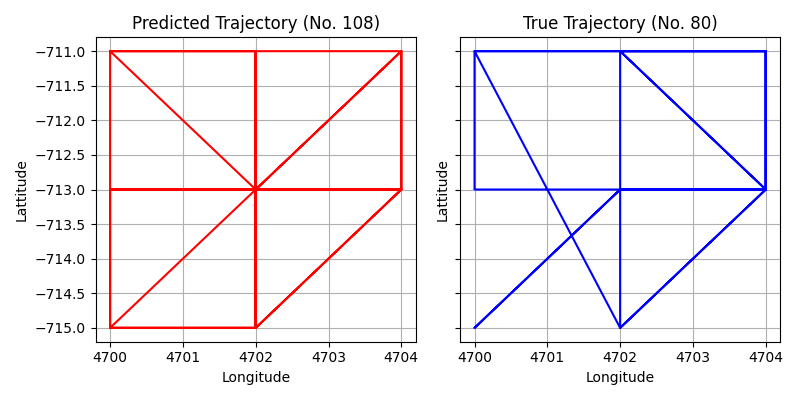 Predicted Trajectory (No. 108)
True Trajectory (No. 80)
−711.0
−711.5
−712.0
−712.5
−713.0
−713.5
−714.0
−714.5
−715.0
Lattitude
Lattitude
4700 4701 4702 4703 4704
4700 4701 4702 4703 4704
Longitude
Longitude